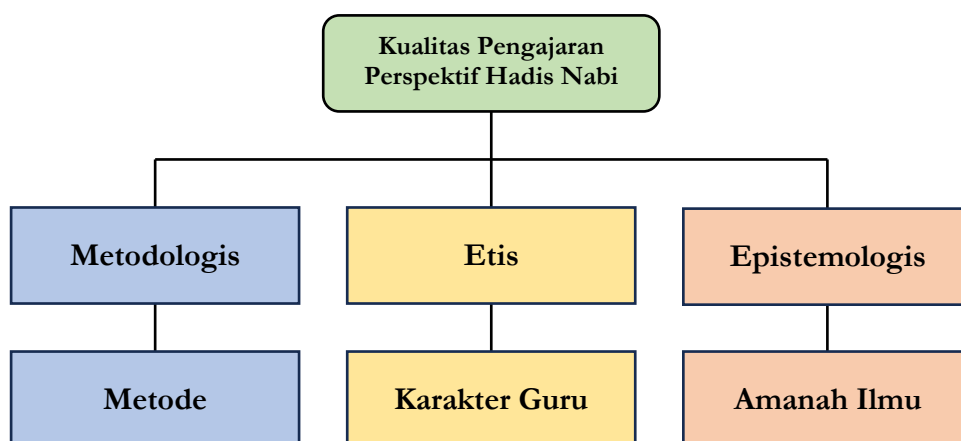 Kualitas Pengajaran
Perspektif Hadis Nabi
Metodologis
Etis
Epistemologis
Metode
Karakter Guru
Amanah Ilmu